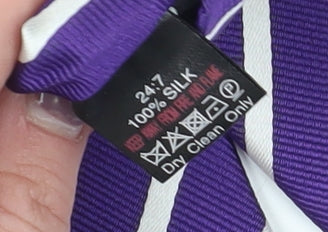 24:7
100% SILK
KEEP AWAY FROM FIRE AND FLAME
Dry Clean Only